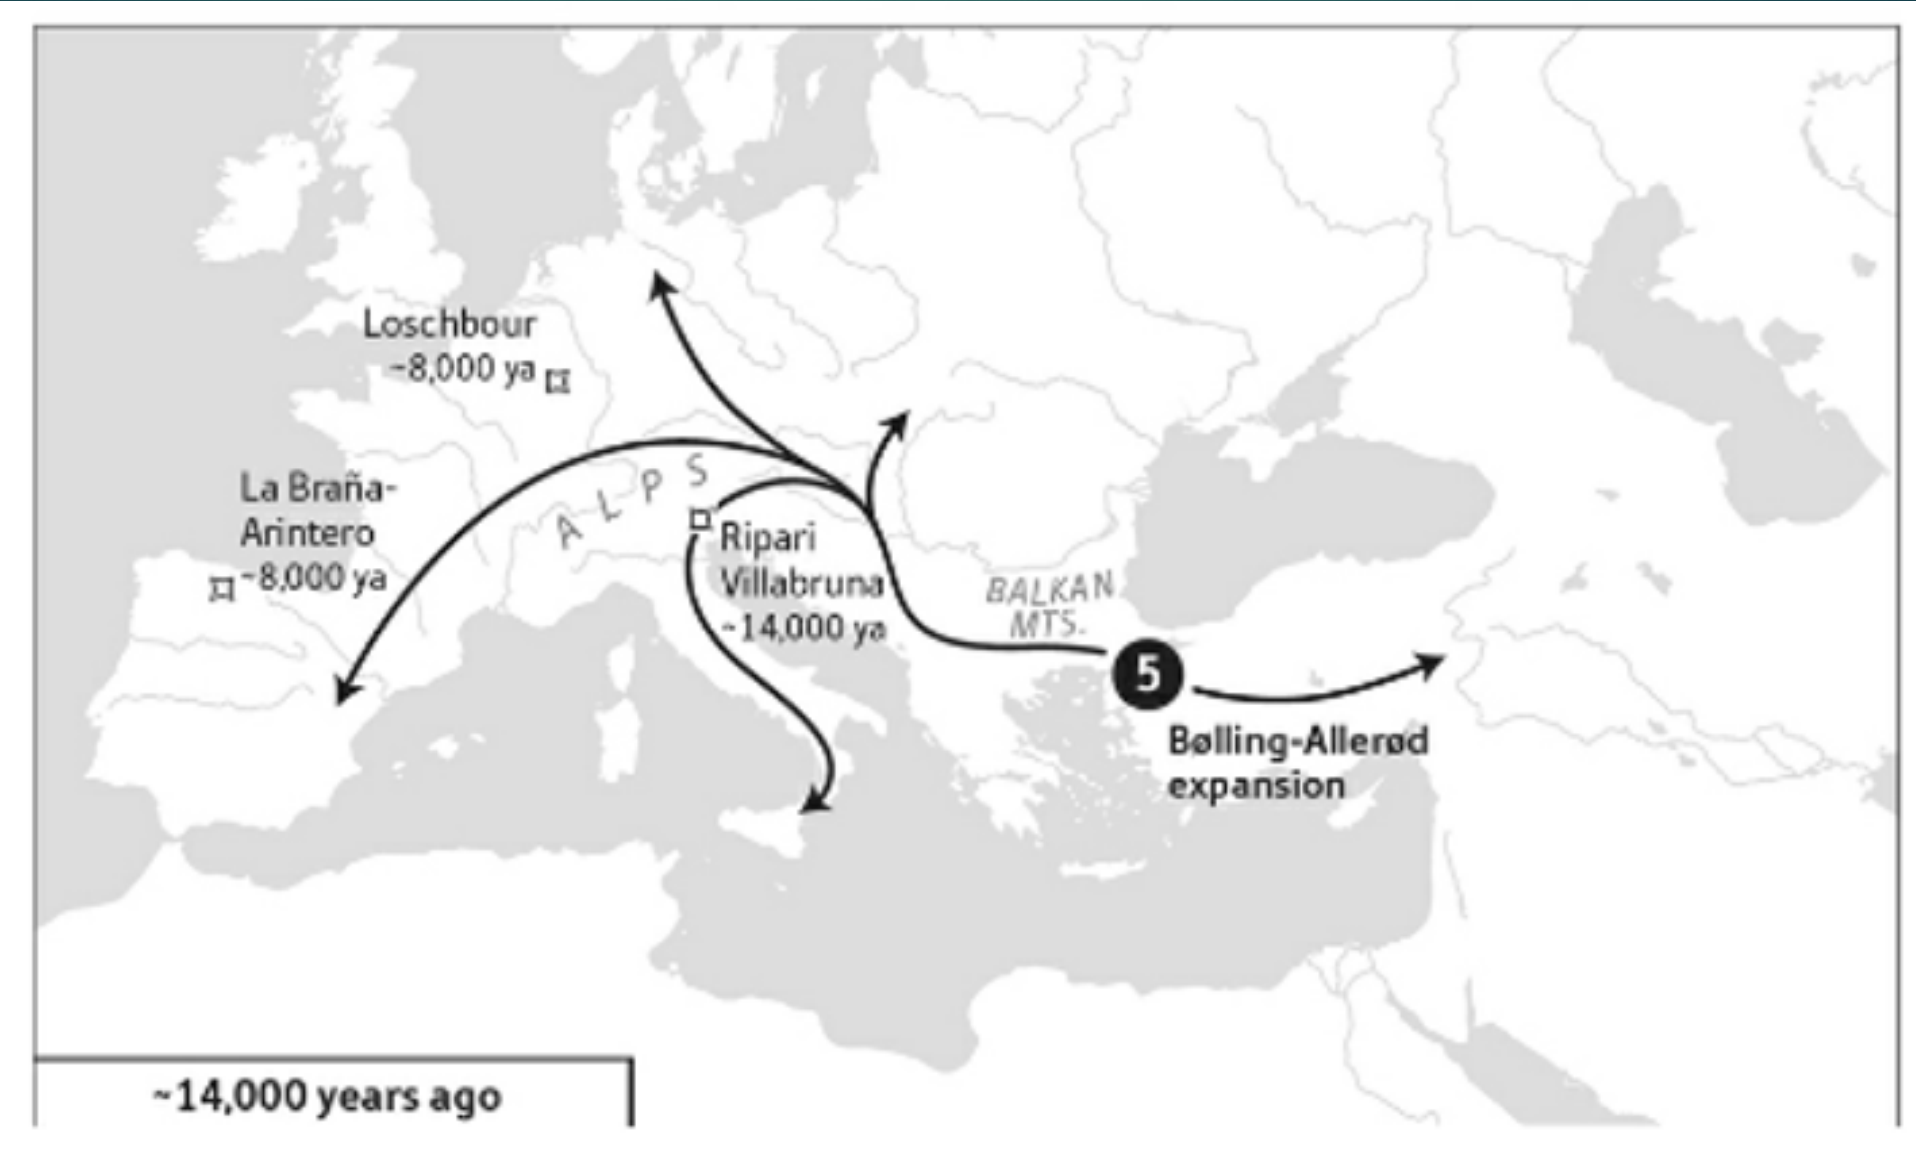 Loschbour
~8,000 ya
La Braña-
Arintero
~8,000 ya
A L P S
Ripari
Villabruna
~14,000 ya
BALKAN
MTS.
5
Bølling-Allerød
expansion
~14,000 years ago